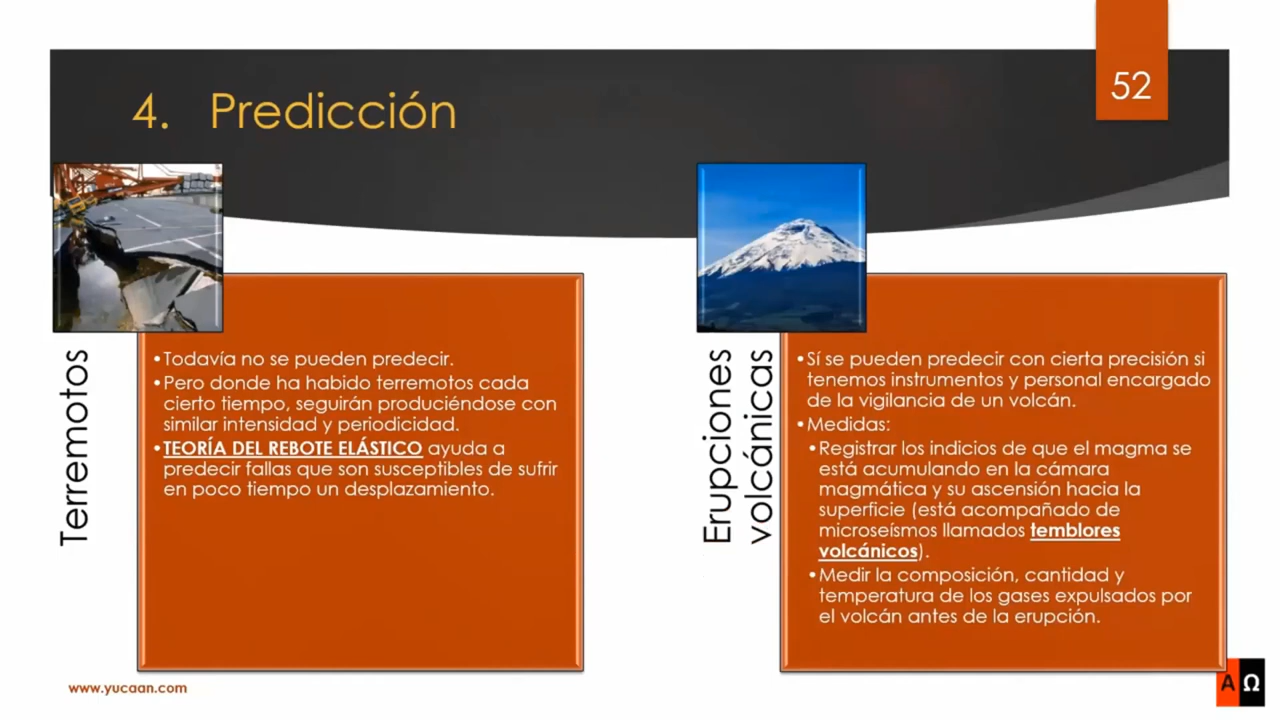 52
4. Predicción
Terremotos
•Todavía no se pueden predecir.
•Pero donde ha habido terremotos cada
cierto tiempo, seguirán produciéndose con
similar intensidad y periodicidad.
•TEORÍA DEL REBOTE ELÁSTICO ayuda a
predecir fallas que son susceptibles de sufrir
en poco tiempo un desplazamiento.
Erupciones
volcánicas
•Sí se pueden predecir con cierta precisión si
tenemos instrumentos y personal encargado
de la vigilancia de un volcán.
•Medidas:
•Registrar los indicios de que el magma se
está acumulando en la cámara
magmática y su ascensión hacia la
superficie (está acompañado de
microseísmos llamados temblores
volcánicos).
•Medir la composición, cantidad y
temperatura de los gases expulsados por
el volcán antes de la erupción.
www.yucaan.com
AΩ